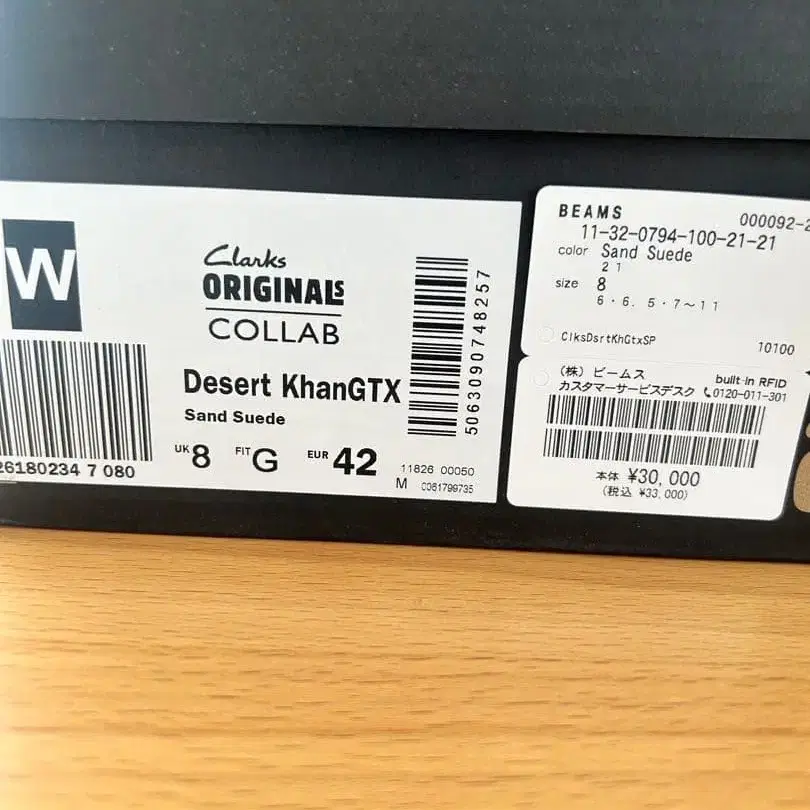 W
26180234 7 080
Clarks
ORIGINALS
COLLAB
Desert KhanGTX
Sand Suede
UK 8 FIT G EUR 42
11826 00050
M 0061799735
5063090748257
BEAMS 000092-2
11-32-0794-100-21-21
color Sand Suede
21
size 8
6・6.5・7～11
ClksDsrtKhGtxSP 10100
(株) ビームス built-in RFID
カスタマーサービスデスク 0120-011-301
本体 ¥30,000
(税込 ¥33,000)